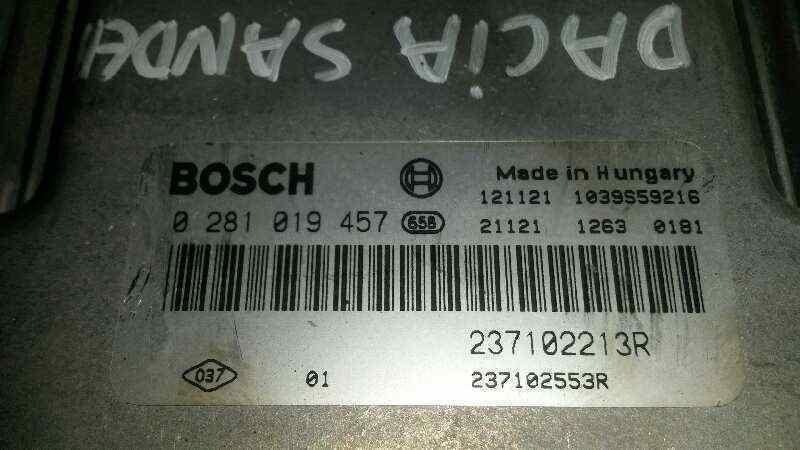 DACIA SANDE
BOSCH Made in Hungary
121121 1039S59216
0 281 019 457 65B 21121 1263 0181
237102213R
037 01 237102553R